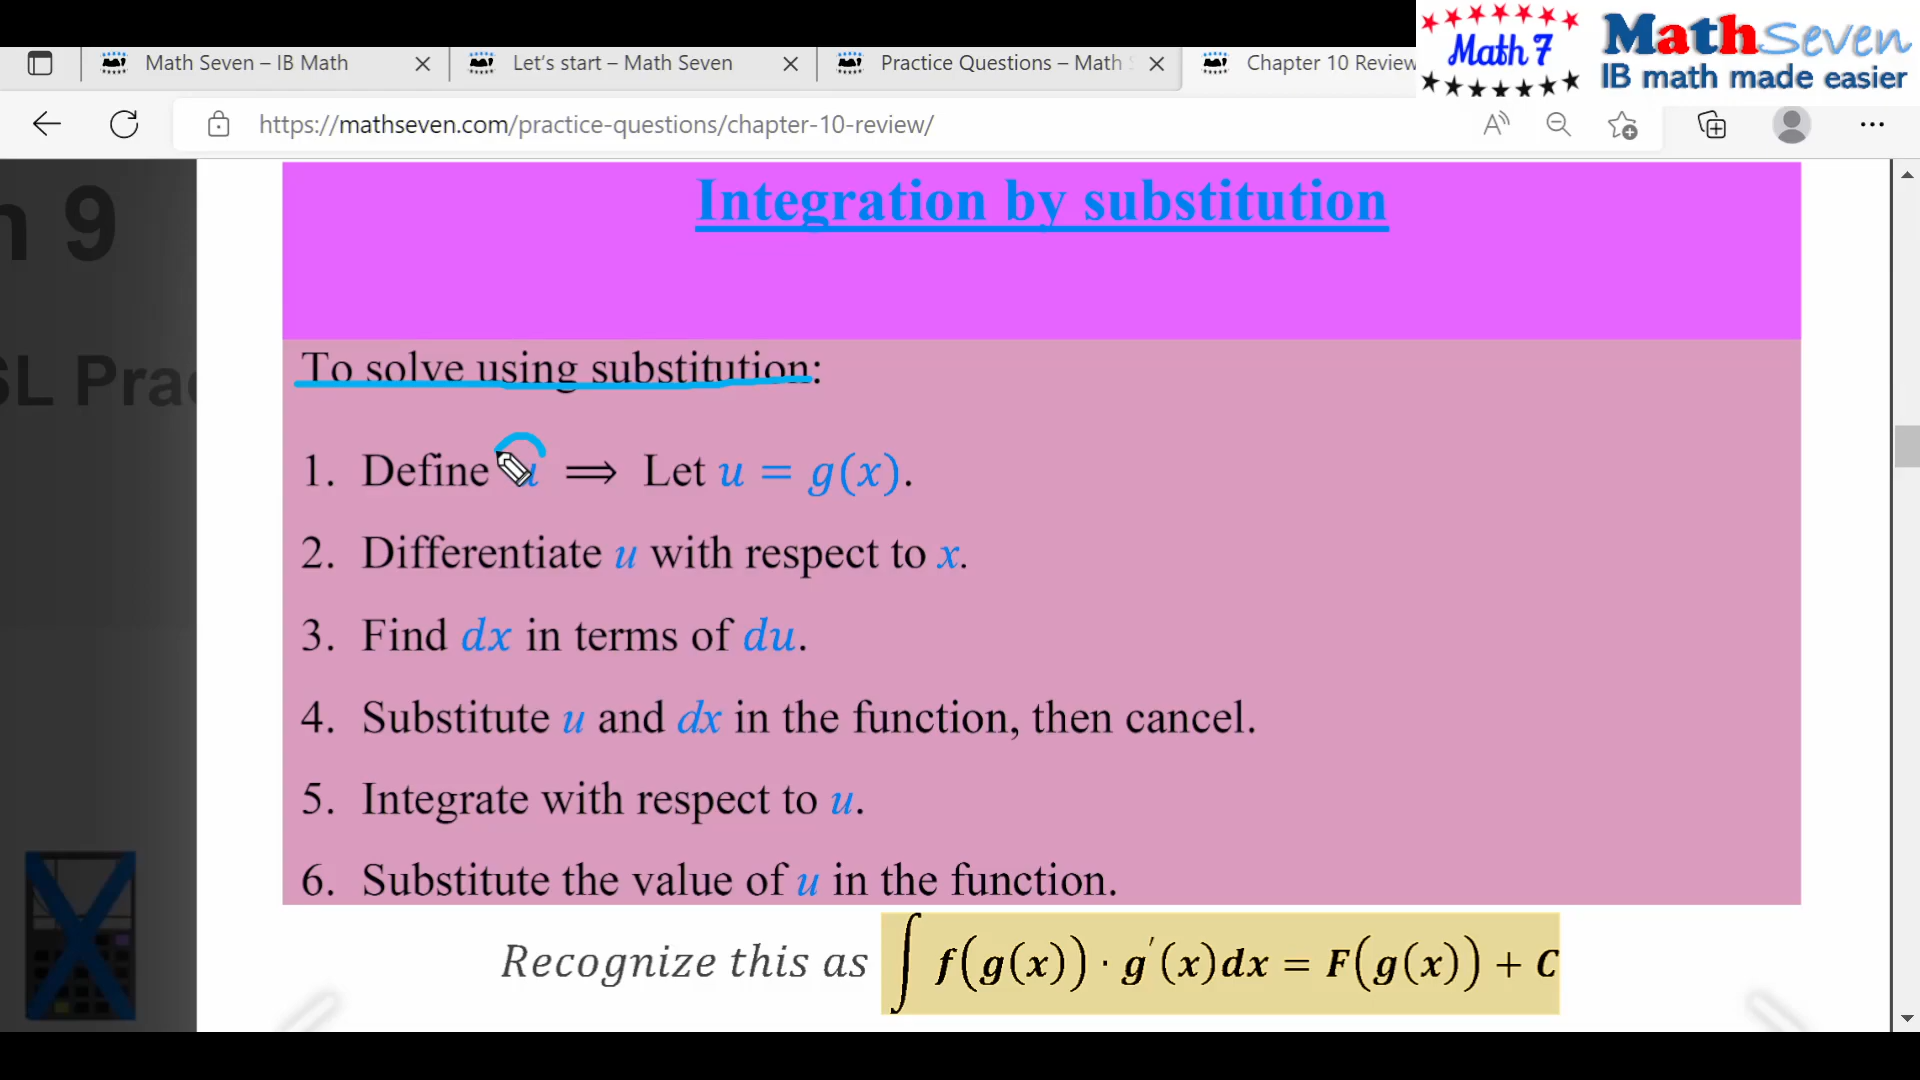 Math 7
MathSeven
IB math made easier
Math Seven – IB Math
Let's start – Math Seven
Practice Questions – Math S
Chapter 10 Review
https://mathseven.com/practice-questions/chapter-10-review/
n 9
SL Prac
Integration by substitution
To solve using substitution:
1. Define u ⟹ Let u = g(x).
2. Differentiate u with respect to x.
3. Find dx in terms of du.
4. Substitute u and dx in the function, then cancel.
5. Integrate with respect to u.
6. Substitute the value of u in the function.
Recognize this as ∫ f(g(x)) · g′(x)dx = F(g(x)) + C